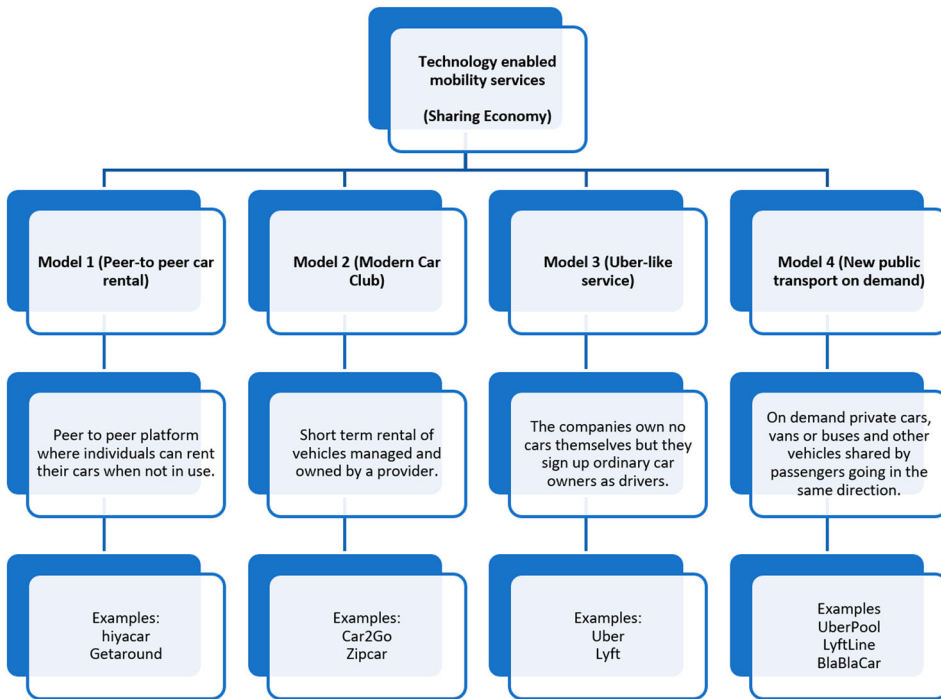 Technology enabled
mobility services
(Sharing Economy)
Model 1 (Peer-to peer car
rental)
Model 2 (Modern Car
Club)
Model 3 (Uber-like
service)
Model 4 (New public
transport on demand)
Peer to peer platform
where individuals can rent
their cars when not in use.
Short term rental of
vehicles managed and
owned by a provider.
The companies own no
cars themselves but they
sign up ordinary car
owners as drivers.
On demand private cars,
vans or buses and other
vehicles shared by
passengers going in the
same direction.
Examples:
hiyacar
Getaround
Examples:
Car2Go
Zipcar
Examples:
Uber
Lyft
Examples
UberPool
LyftLine
BlaBlaCar